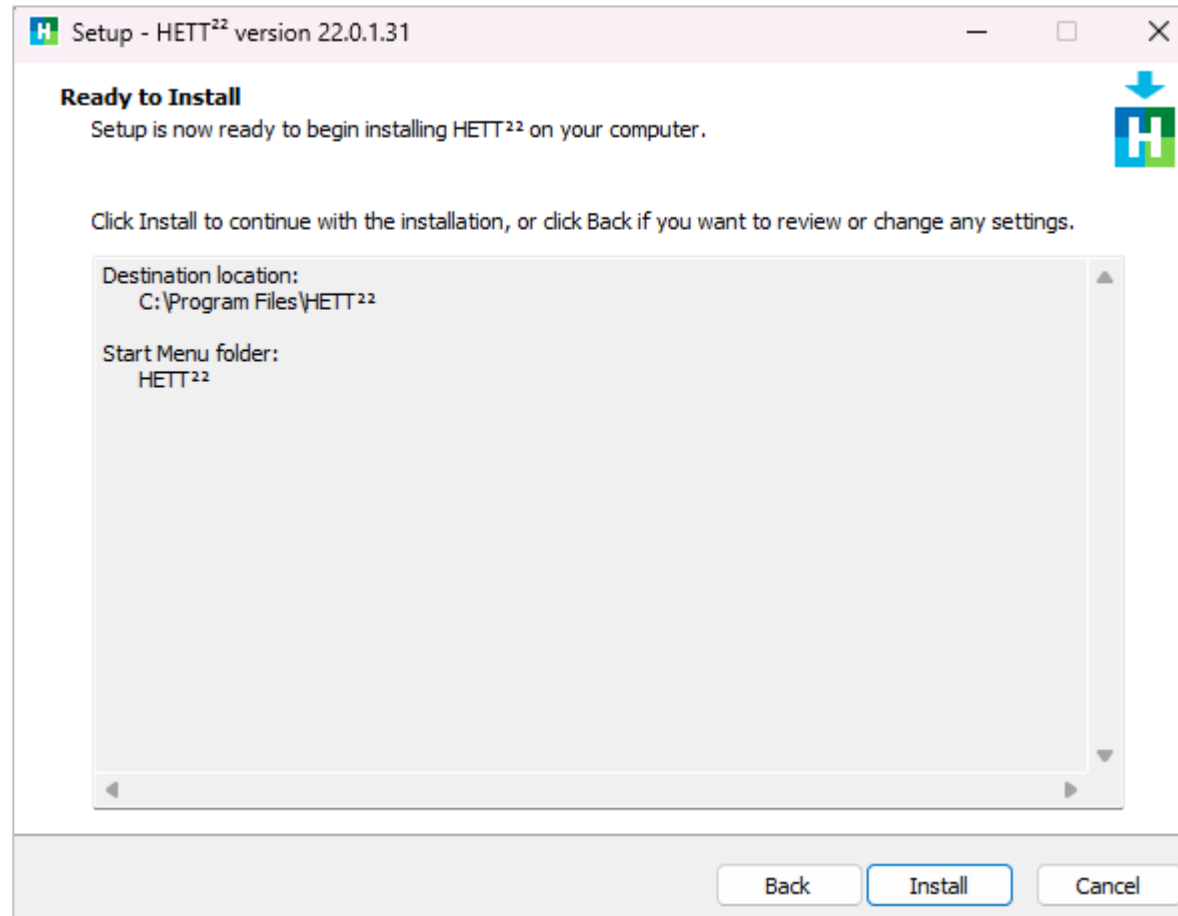 Setup - HETT²² version 22.0.1.31
Ready to Install
Setup is now ready to begin installing HETT²² on your computer.
H
Click Install to continue with the installation, or click Back if you want to review or change any settings.
Destination location:
C:\Program Files\HETT²²
Start Menu folder:
HETT²²
Back Install Cancel